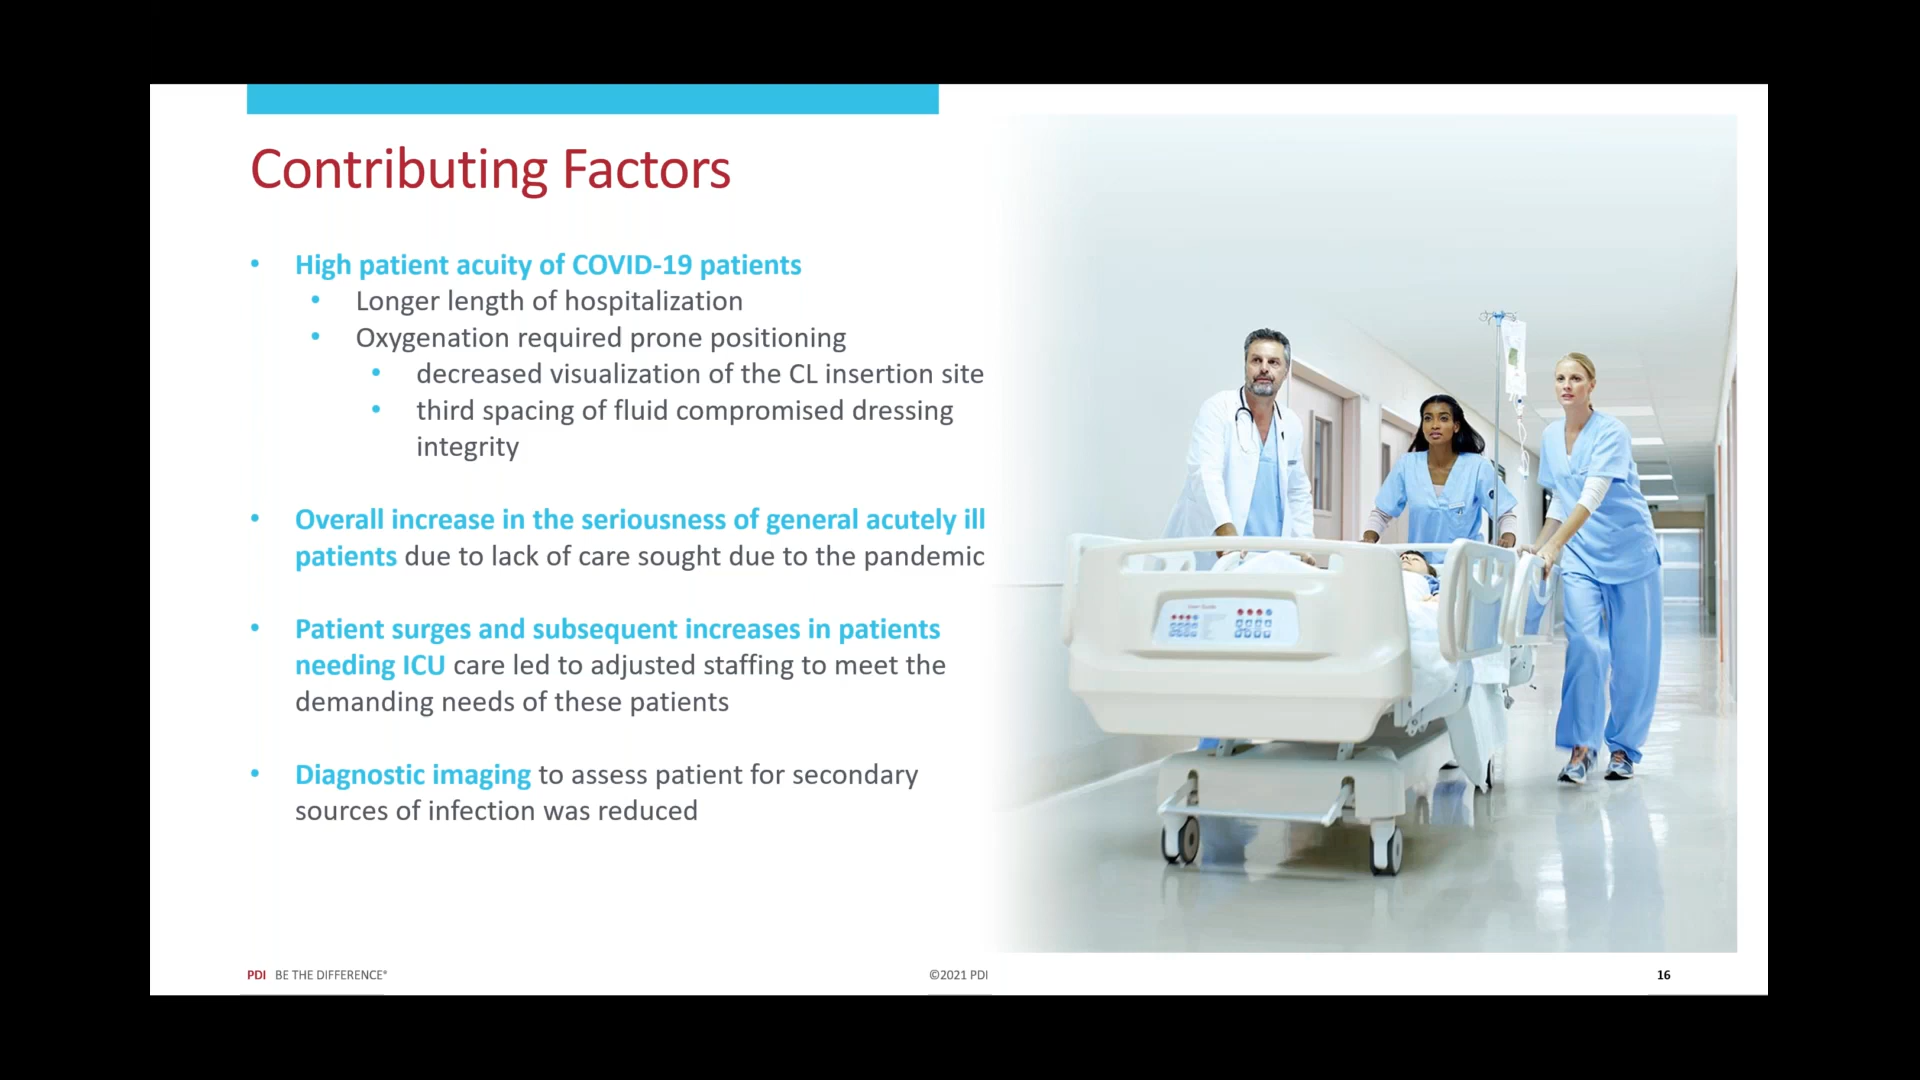 Contributing Factors
• High patient acuity of COVID-19 patients
• Longer length of hospitalization
• Oxygenation required prone positioning
• decreased visualization of the CL insertion site
• third spacing of fluid compromised dressing
integrity
• Overall increase in the seriousness of general acutely ill
patients due to lack of care sought due to the pandemic
• Patient surges and subsequent increases in patients
needing ICU care led to adjusted staffing to meet the
demanding needs of these patients
• Diagnostic imaging to assess patient for secondary
sources of infection was reduced
PDI BE THE DIFFERENCE®
©2021 PDI
16